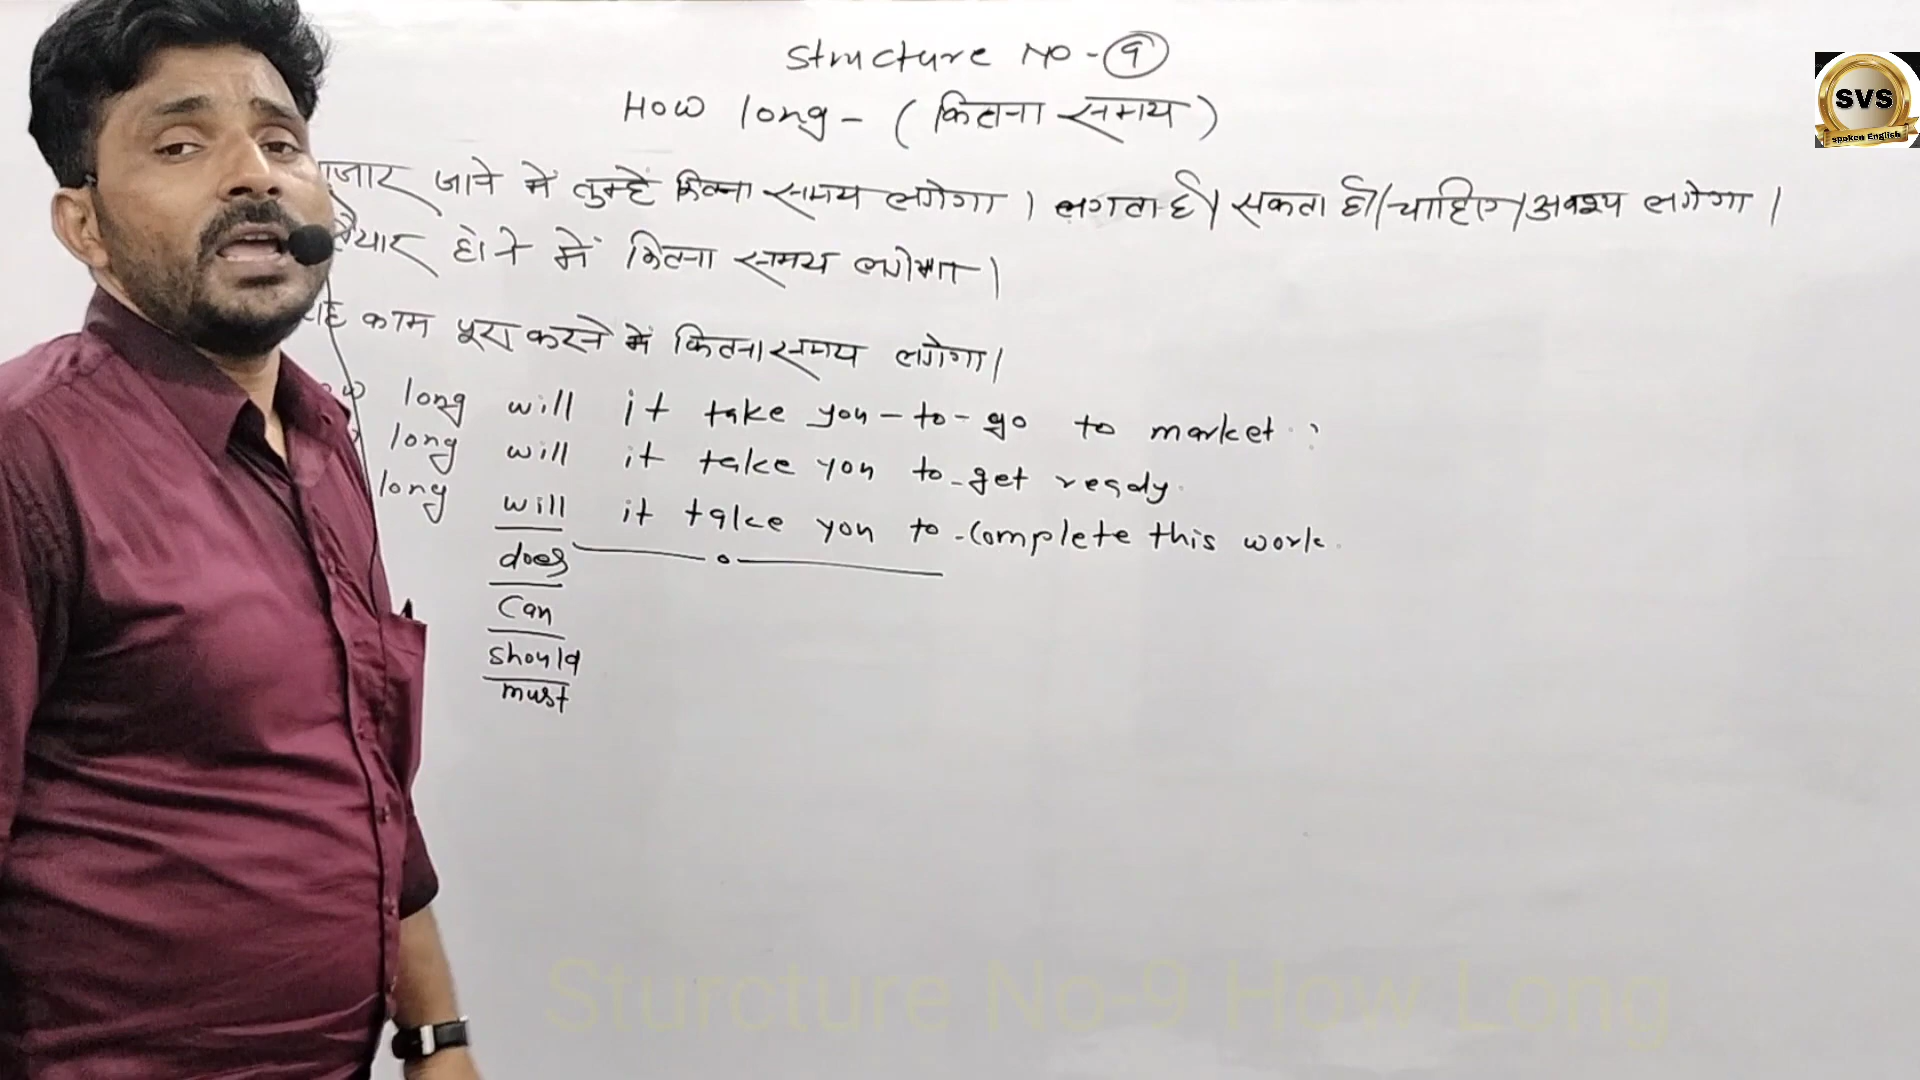 Structure No - 9
How long - (कितना समय)
SVS
spoken English
जाने में तुम्हें कितना समय लगेगा । लगता है/ सकता है/चाहिए/अवश्य लगेगा ।
होने में कितना समय लगेगा।
काम पूरा करने में कितना समय लगेगा।
long will it take you-to-go to market ?
long will it take you to-get ready.
long will it take you to-complete this work.
does
Can
should
must
Sturcture No-9 How Long